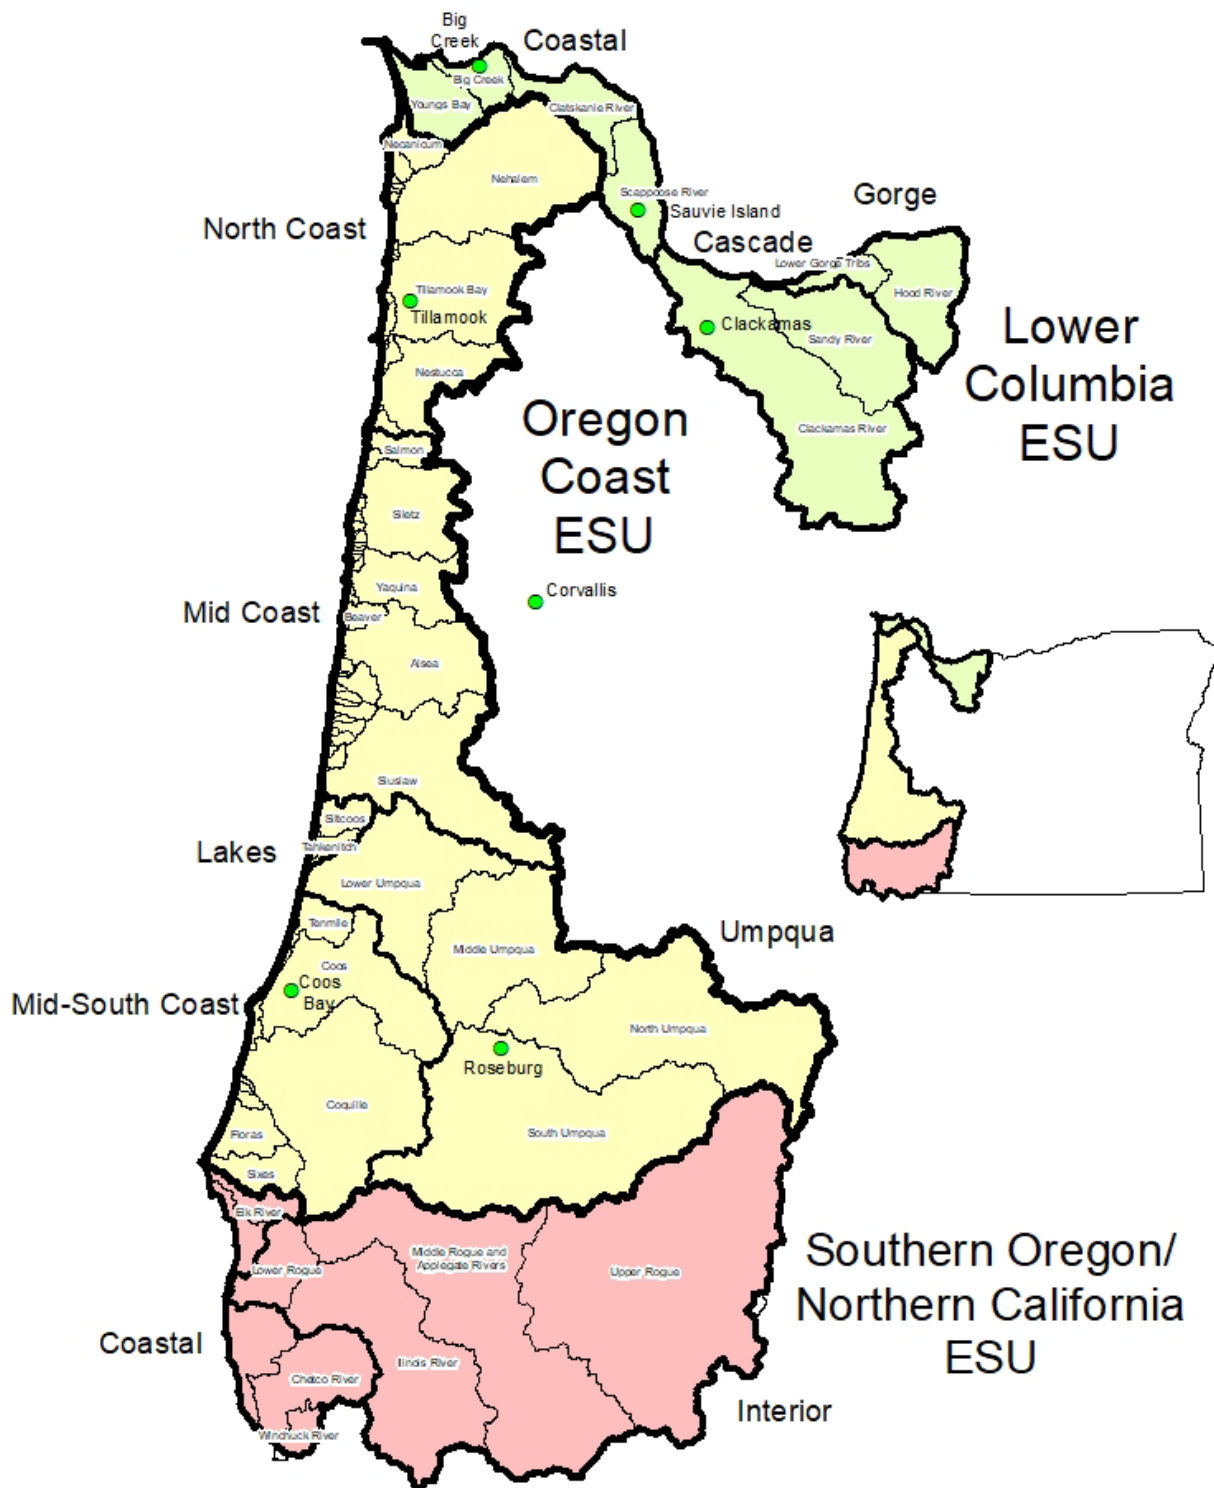 Big
Creek
Coastal
Big Creek
Youngs Bay
Clatskanie River
Necanicum
Nehalem
Scappoose River
Sauvie Island
Gorge
North Coast
Cascade
Lower Gorge Tribs
Hood River
Tillamook Bay
Tillamook
Clackamas
Sandy River
Lower
Columbia
ESU
Nestucca
Oregon
Coast
ESU
Clackamas River
Salmon
Siletz
Yaquina
Corvallis
Mid Coast
Beaver
Alsea
Siuslaw
Siltcoos
Tahkenitch
Lakes
Lower Umpqua
Tenmile
Umpqua
Middle Umpqua
Coos
Coos
Bay
Mid-South Coast
North Umpqua
Roseburg
Coquille
Floras
South Umpqua
Sixes
Elk River
Middle Rogue and
Applegate Rivers
Lower Rogue
Upper Rogue
Southern Oregon/
Northern California
ESU
Coastal
Illinois River
Chetco River
Interior
Winchuck River